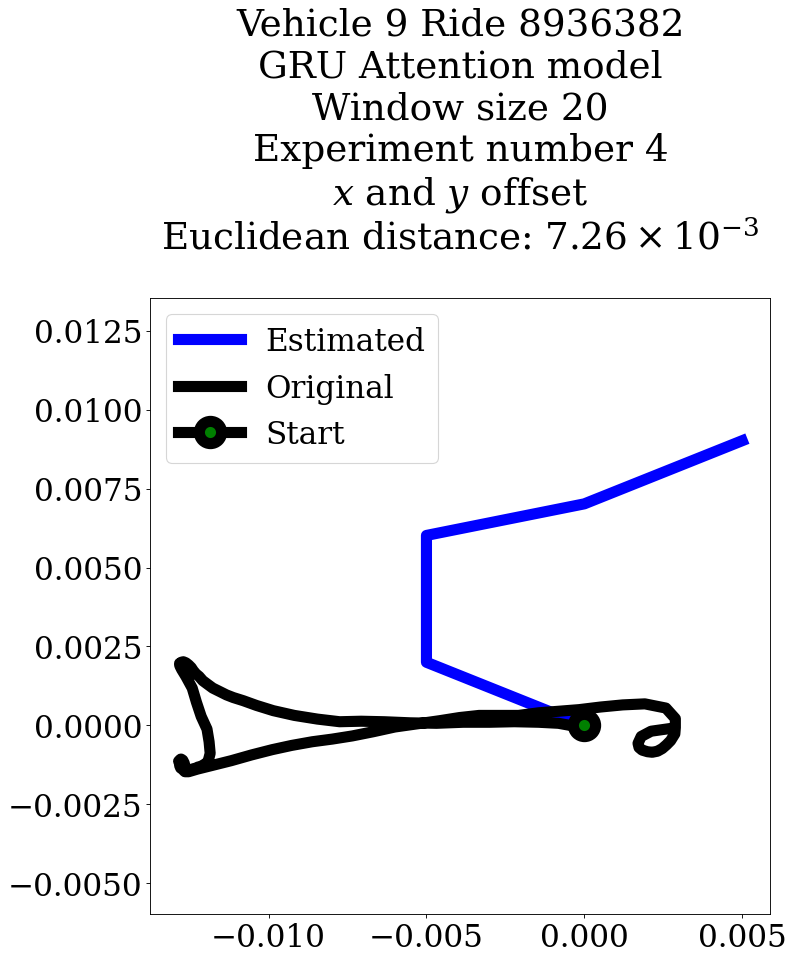 Vehicle 9 Ride 8936382
GRU Attention model
Window size 20
Experiment number 4
x and y offset
Euclidean distance: 7.26 × 10⁻³
Estimated
Original
Start
0.0125
0.0100
0.0075
0.0050
0.0025
0.0000
−0.0025
−0.0050
−0.010 −0.005 0.000 0.005